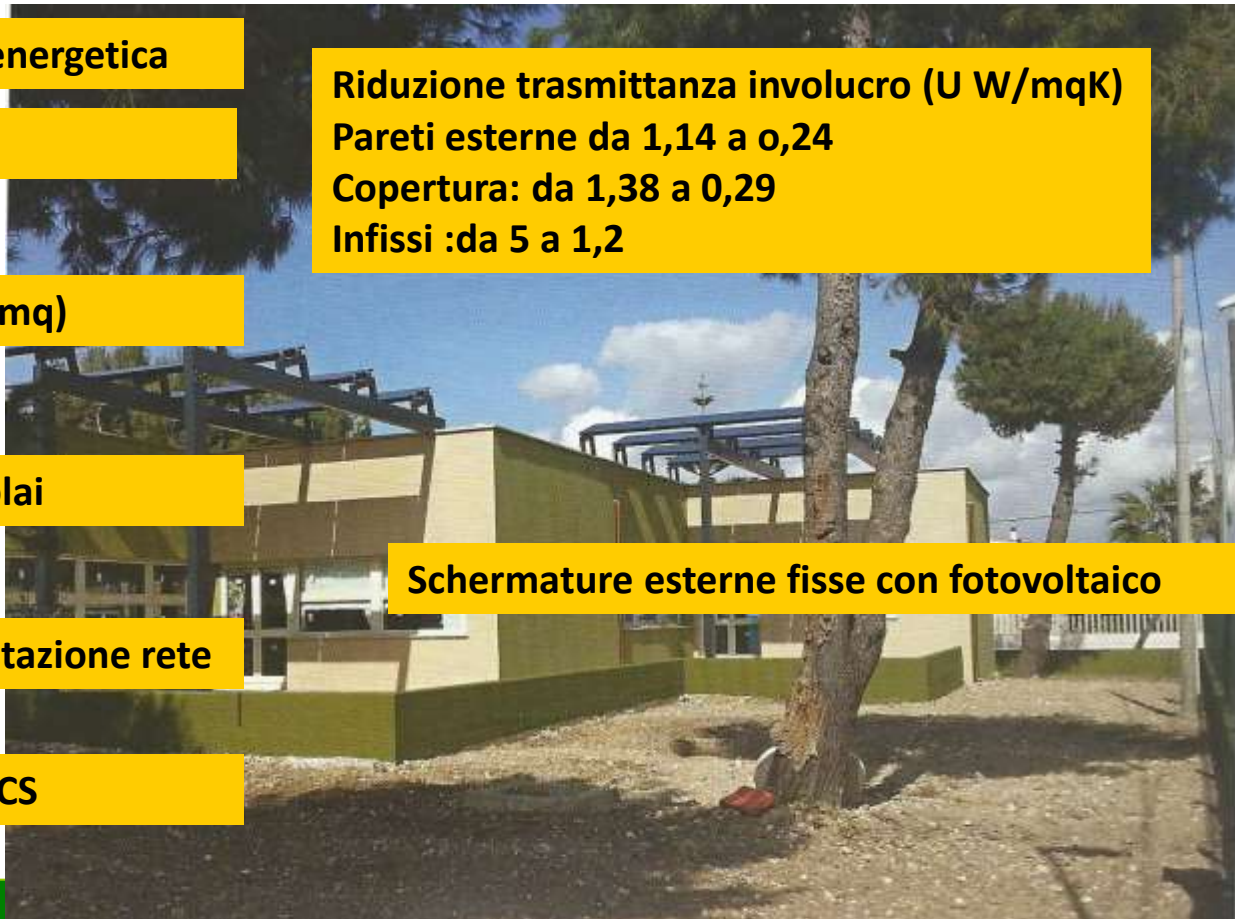 energetica
Riduzione trasmittanza involucro (U W/mqK)
Pareti esterne da 1,14 a o,24
Copertura: da 1,38 a 0,29
Infissi :da 5 a 1,2
mq)
lai
Schermature esterne fisse con fotovoltaico
tazione rete
CS